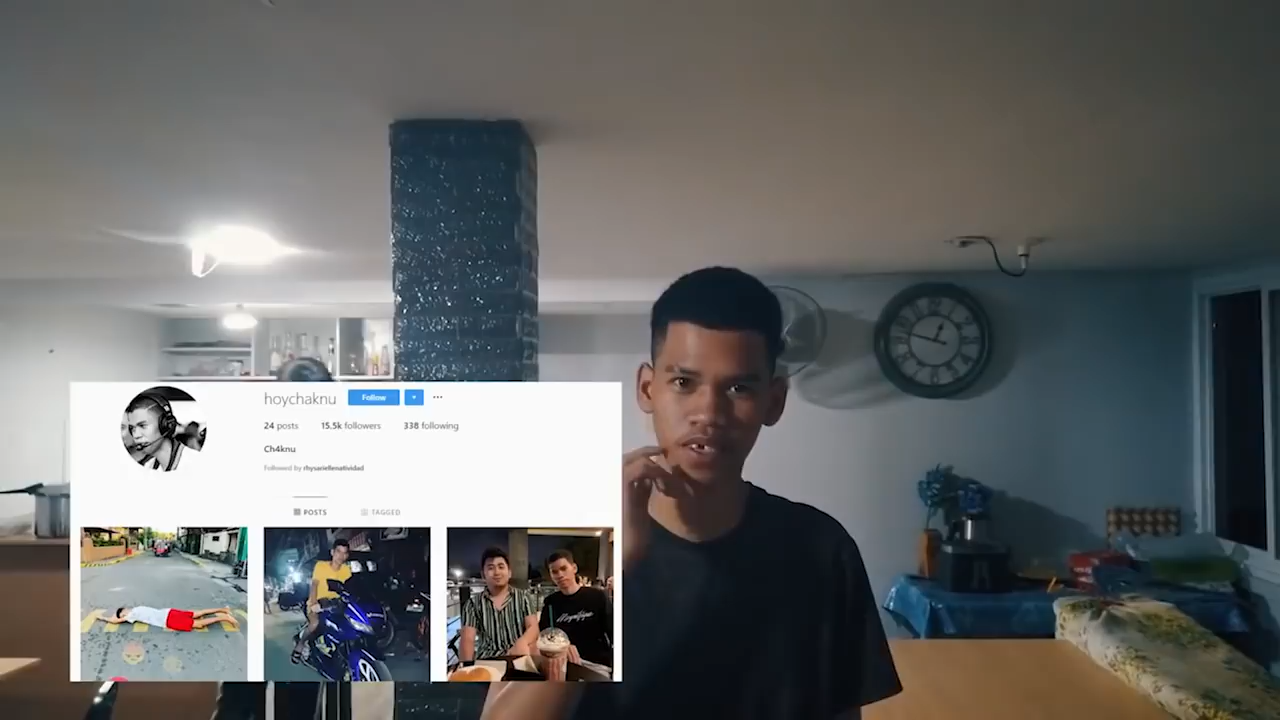 hoychaknu Follow ...
24 posts 15.5k followers 338 following
Ch4knu
Followed by rhysariellenatividad
POSTS TAGGED